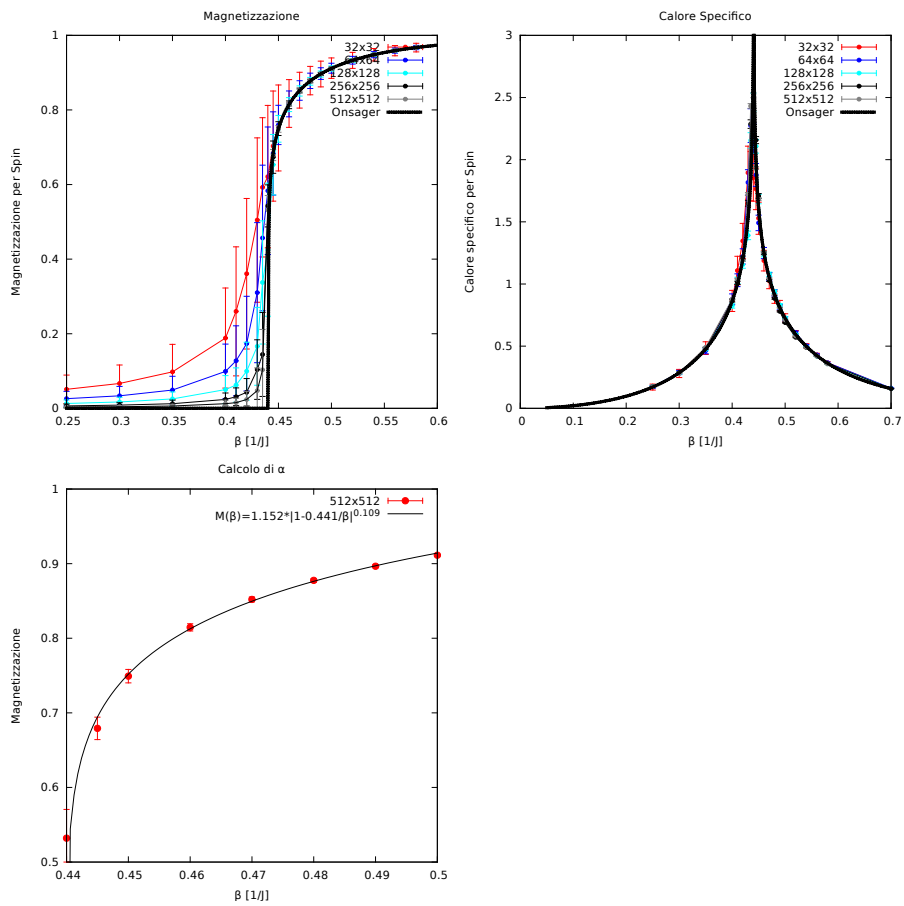 Magnetizzazione
1
0.8
0.6
0.4
0.2
0
0.25
0.3
0.35
0.4
0.45
0.5
0.55
0.6
Magnetizzazione per Spin
β [1/J]
32x32
64x64
128x128
256x256
512x512
Onsager
Calore Specifico
3
2.5
2
1.5
1
0.5
0
0
0.1
0.2
0.3
0.4
0.5
0.6
0.7
Calore specifico per Spin
β [1/J]
32x32
64x64
128x128
256x256
512x512
Onsager
Calcolo di α
1
0.9
0.8
0.7
0.6
0.5
0.44
0.45
0.46
0.47
0.48
0.49
0.5
Magnetizzazione
β [1/J]
512x512
M(β)=1.152*|1-0.441/β|^0.109